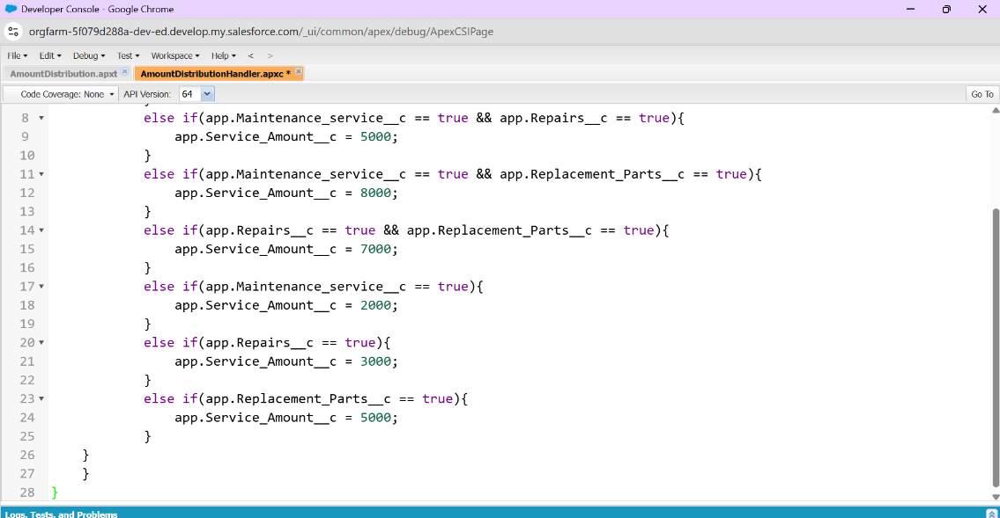 Developer Console - Google Chrome
orgfarm-5f079d288a-dev-ed.develop.my.salesforce.com/_ui/common/apex/debug/ApexCSIPage
File Edit Debug Test Workspace Help < >
AmountDistribution.apxt AmountDistributionHandler.apxc *
Code Coverage: None API Version: 64 Go To
8 else if(app.Maintenance_service__c == true && app.Repairs__c == true){
9 app.Service_Amount__c = 5000;
10 }
11 else if(app.Maintenance_service__c == true && app.Replacement_Parts__c == true){
12 app.Service_Amount__c = 8000;
13 }
14 else if(app.Repairs__c == true && app.Replacement_Parts__c == true){
15 app.Service_Amount__c = 7000;
16 }
17 else if(app.Maintenance_service__c == true){
18 app.Service_Amount__c = 2000;
19 }
20 else if(app.Repairs__c == true){
21 app.Service_Amount__c = 3000;
22 }
23 else if(app.Replacement_Parts__c == true){
24 app.Service_Amount__c = 5000;
25 }
26 }
27 }
28 }
Logs, Tests, and Problems